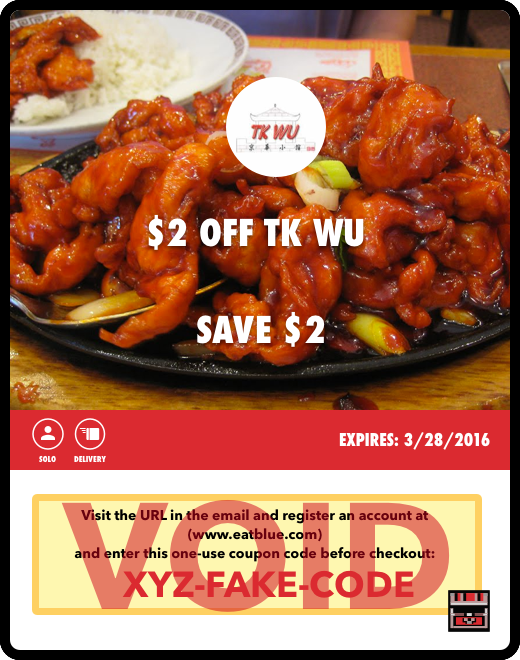 TK WU
$2 OFF TK WU
SAVE $2
SOLO
DELIVERY
EXPIRES: 3/28/2016
VOID
Visit the URL in the email and register an account at
(www.eatblue.com)
and enter this one-use coupon code before checkout:
XYZ-FAKE-CODE